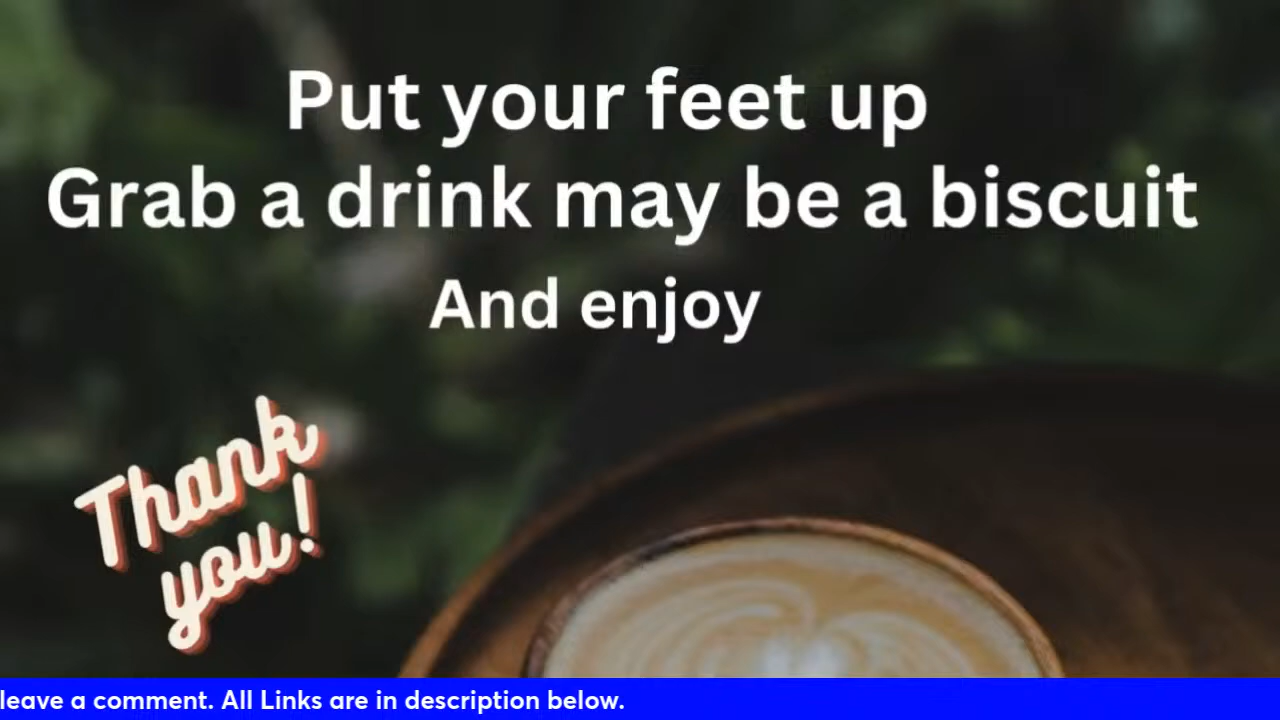 Put your feet up
Grab a drink may be a biscuit
And enjoy
Thank
you!
leave a comment. All Links are in description below.